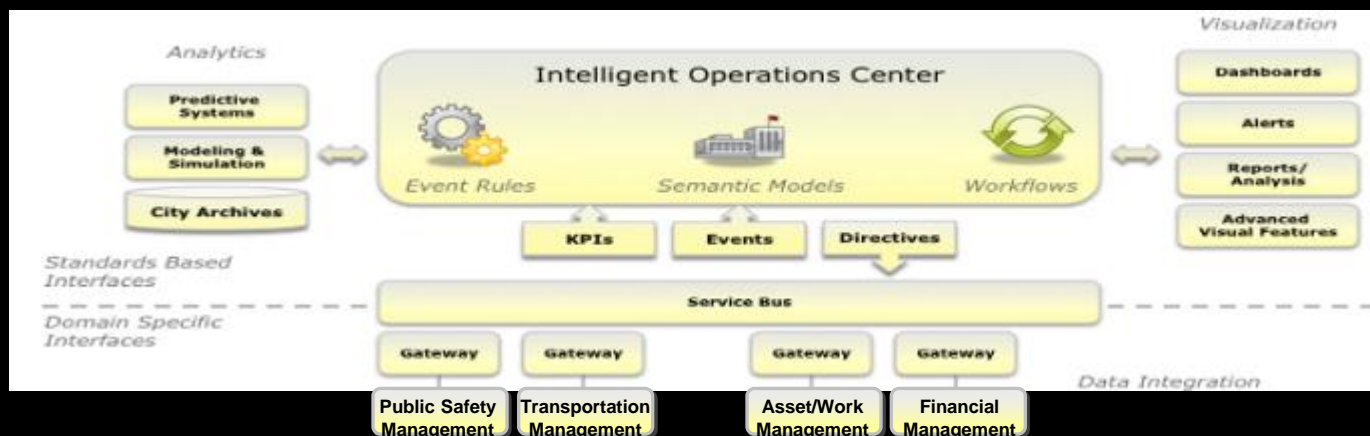 Visualization
Analytics
Intelligent Operations Center
Predictive
Systems
Modeling &
Simulation
City Archives
Event Rules
Semantic Models
Workflows
Dashboards
Alerts
Reports/
Analysis
Advanced
Visual Features
KPIs
Events
Directives
Standards Based
Interfaces
Service Bus
Domain Specific
Interfaces
Gateway
Gateway
Gateway
Gateway
Data Integration
Public Safety
Management
Transportation
Management
Asset/Work
Management
Financial
Management